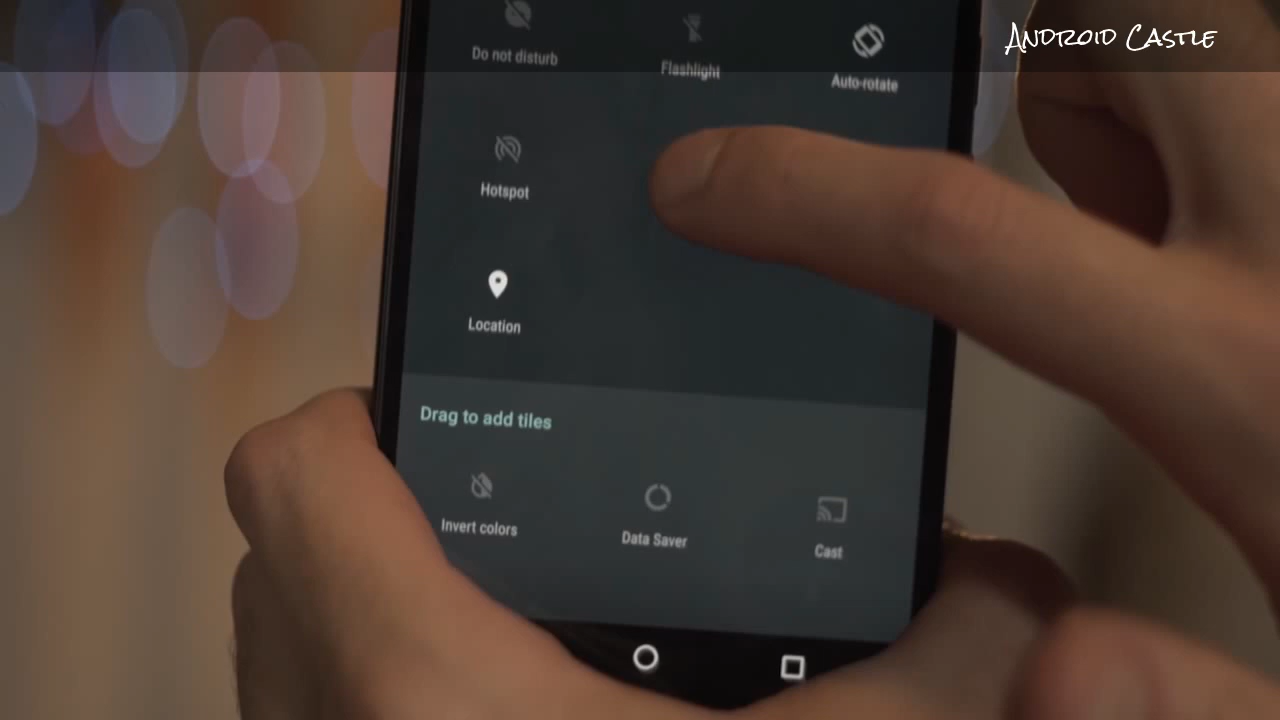 Android Castle
Do not disturb
Flashlight
Auto-rotate
Hotspot
Location
Drag to add tiles
Invert colors
Data Saver
Cast